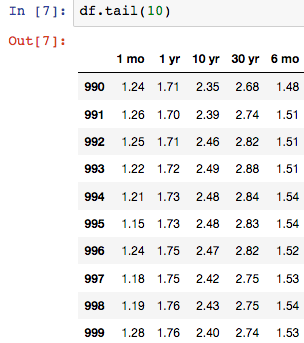 In [7]: df.tail(10)
Out[7]:
1 mo 1 yr 10 yr 30 yr 6 mo
990 1.24 1.71 2.35 2.68 1.48
991 1.26 1.70 2.39 2.74 1.51
992 1.25 1.71 2.46 2.82 1.51
993 1.22 1.72 2.49 2.88 1.51
994 1.21 1.73 2.48 2.84 1.54
995 1.15 1.73 2.48 2.83 1.54
996 1.24 1.75 2.47 2.82 1.52
997 1.18 1.75 2.42 2.75 1.53
998 1.19 1.76 2.43 2.75 1.54
999 1.28 1.76 2.40 2.74 1.53